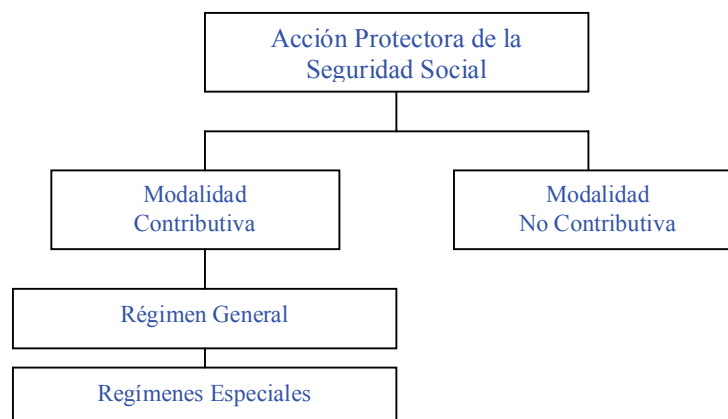 Acción Protectora de la
Seguridad Social
Modalidad
Contributiva
Modalidad
No Contributiva
Régimen General
Regímenes Especiales